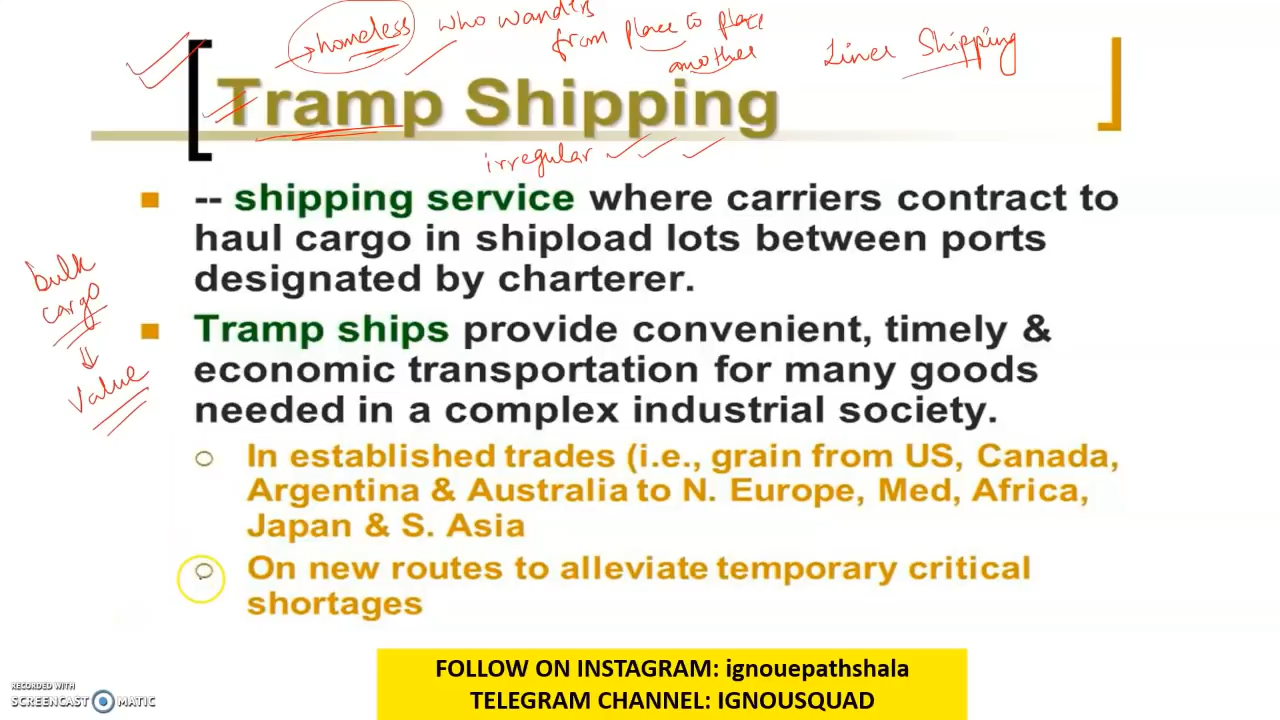 homeless who wanders
from place to place
another
Liner Shipping
Tramp Shipping
irregular
-- shipping service where carriers contract to
haul cargo in shipload lots between ports
designated by charterer.
bulk
cargo
Value
Tramp ships provide convenient, timely &
economic transportation for many goods
needed in a complex industrial society.
In established trades (i.e., grain from US, Canada,
Argentina & Australia to N. Europe, Med, Africa,
Japan & S. Asia
On new routes to alleviate temporary critical
shortages
FOLLOW ON INSTAGRAM: ignouepathshala
TELEGRAM CHANNEL: IGNOUSQUAD
RECORDED WITH
SCREENCAST MATIC